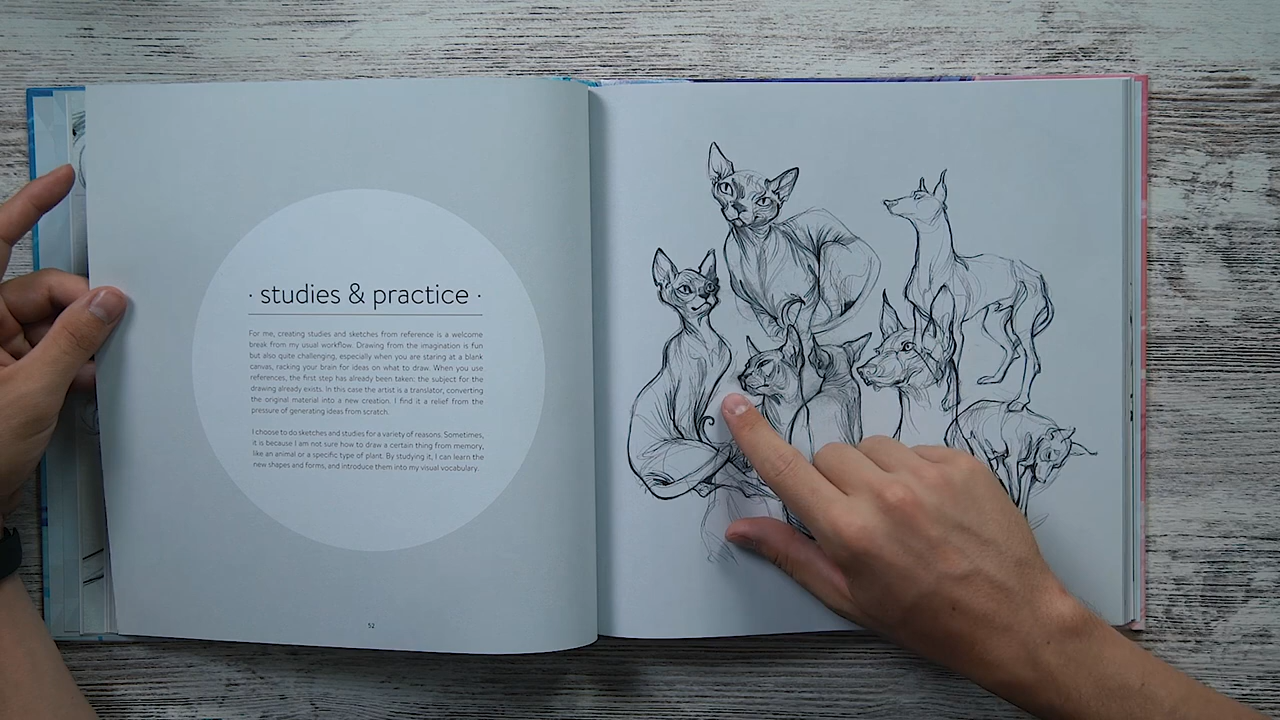 · studies & practice ·
For me, creating studies and sketches from reference is a welcome
break from my usual workflow. Drawing from the imagination is fun
but also quite challenging, especially when you are staring at a blank
canvas, racking your brain for ideas on what to draw. When you use
references, the first step has already been taken: the subject for the
drawing already exists. In this case the artist is a translator, converting
the original material into a new creation. I find it a relief from the
pressure of generating ideas from scratch.
I choose to do sketches and studies for a variety of reasons. Sometimes,
it is because I am not sure how to draw a certain thing from memory,
like an animal or a specific type of plant. By studying it, I can learn the
new shapes and forms, and introduce them into my visual vocabulary.
52